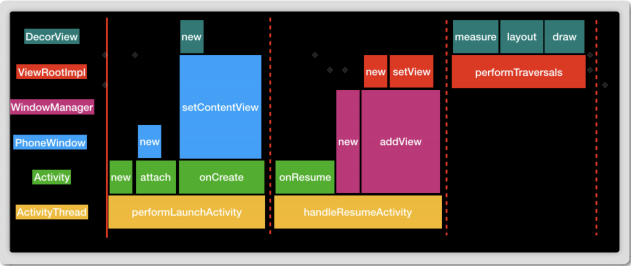 DecorView new measure layout draw
ViewRootImpl new setView performTraversals
WindowManager setContentView new addView
PhoneWindow new
Activity new attach onCreate onResume
ActivityThread performLaunchActivity handleResumeActivity